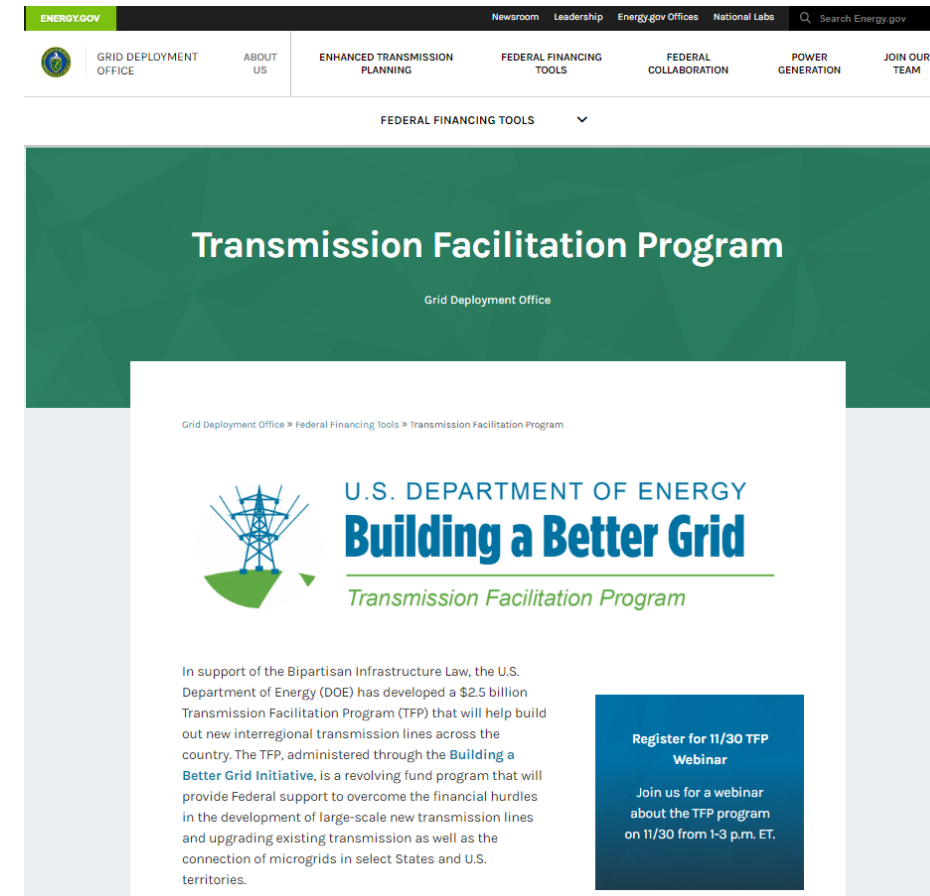 ENERGY.GOV
Newsroom Leadership Energy.gov Offices National Labs Search Energy.gov
GRID DEPLOYMENT OFFICE
ABOUT US
ENHANCED TRANSMISSION PLANNING
FEDERAL FINANCING TOOLS
FEDERAL COLLABORATION
POWER GENERATION
JOIN OUR TEAM
FEDERAL FINANCING TOOLS
Transmission Facilitation Program
Grid Deployment Office
Grid Deployment Office » Federal Financing Tools » Transmission Facilitation Program
U.S. DEPARTMENT OF ENERGY
Building a Better Grid
Transmission Facilitation Program
In support of the Bipartisan Infrastructure Law, the U.S.
Department of Energy (DOE) has developed a $2.5 billion
Transmission Facilitation Program (TFP) that will help build
out new interregional transmission lines across the
country. The TFP, administered through the Building a
Better Grid Initiative, is a revolving fund program that will
provide Federal support to overcome the financial hurdles
in the development of large-scale new transmission lines
and upgrading existing transmission as well as the
connection of microgrids in select States and U.S.
territories.
Register for 11/30 TFP
Webinar
Join us for a webinar
about the TFP program
on 11/30 from 1-3 p.m. ET.